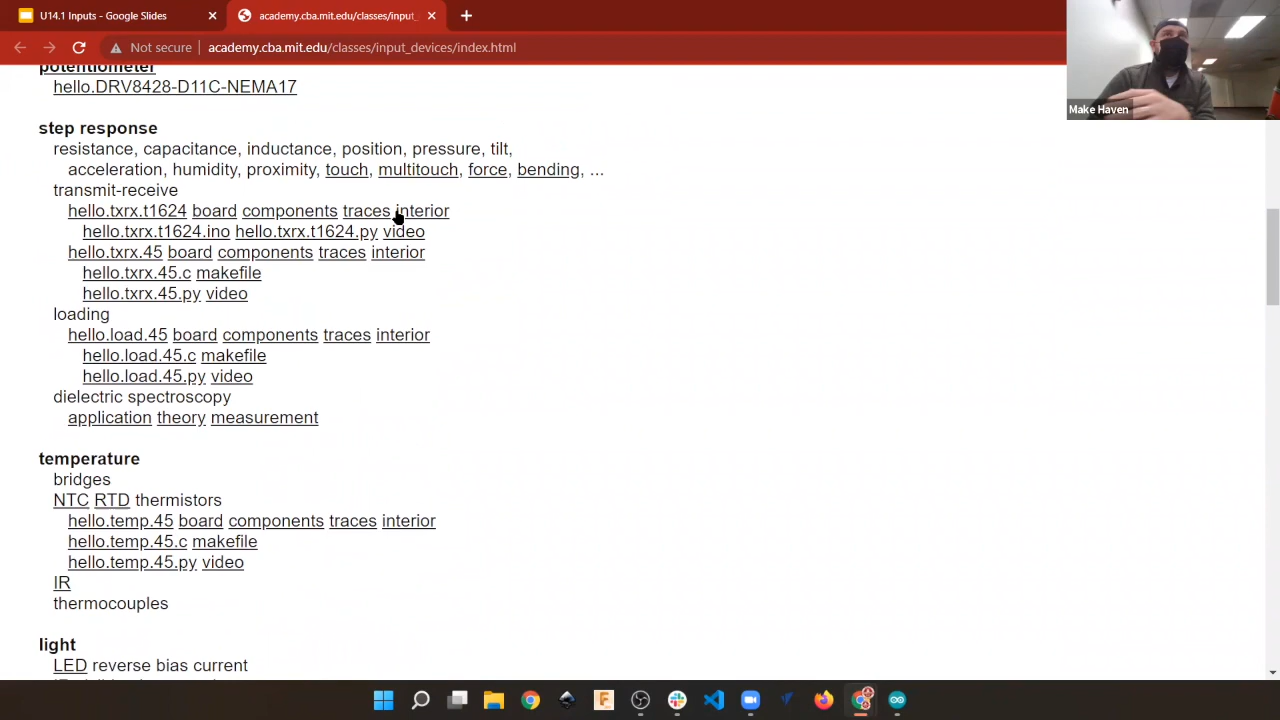 U14.1 Inputs - Google Slides
academy.cba.mit.edu/classes/input_
Not secure
academy.cba.mit.edu/classes/input_devices/index.html
Make Haven
potentiometer
hello.DRV8428-D11C-NEMA17
step response
resistance, capacitance, inductance, position, pressure, tilt,
acceleration, humidity, proximity, touch, multitouch, force, bending, ...
transmit-receive
hello.txrx.t1624 board components traces interior
hello.txrx.t1624.ino hello.txrx.t1624.py video
hello.txrx.45 board components traces interior
hello.txrx.45.c makefile
hello.txrx.45.py video
loading
hello.load.45 board components traces interior
hello.load.45.c makefile
hello.load.45.py video
dielectric spectroscopy
application theory measurement
temperature
bridges
NTC RTD thermistors
hello.temp.45 board components traces interior
hello.temp.45.c makefile
hello.temp.45.py video
IR
thermocouples
light
LED reverse bias current